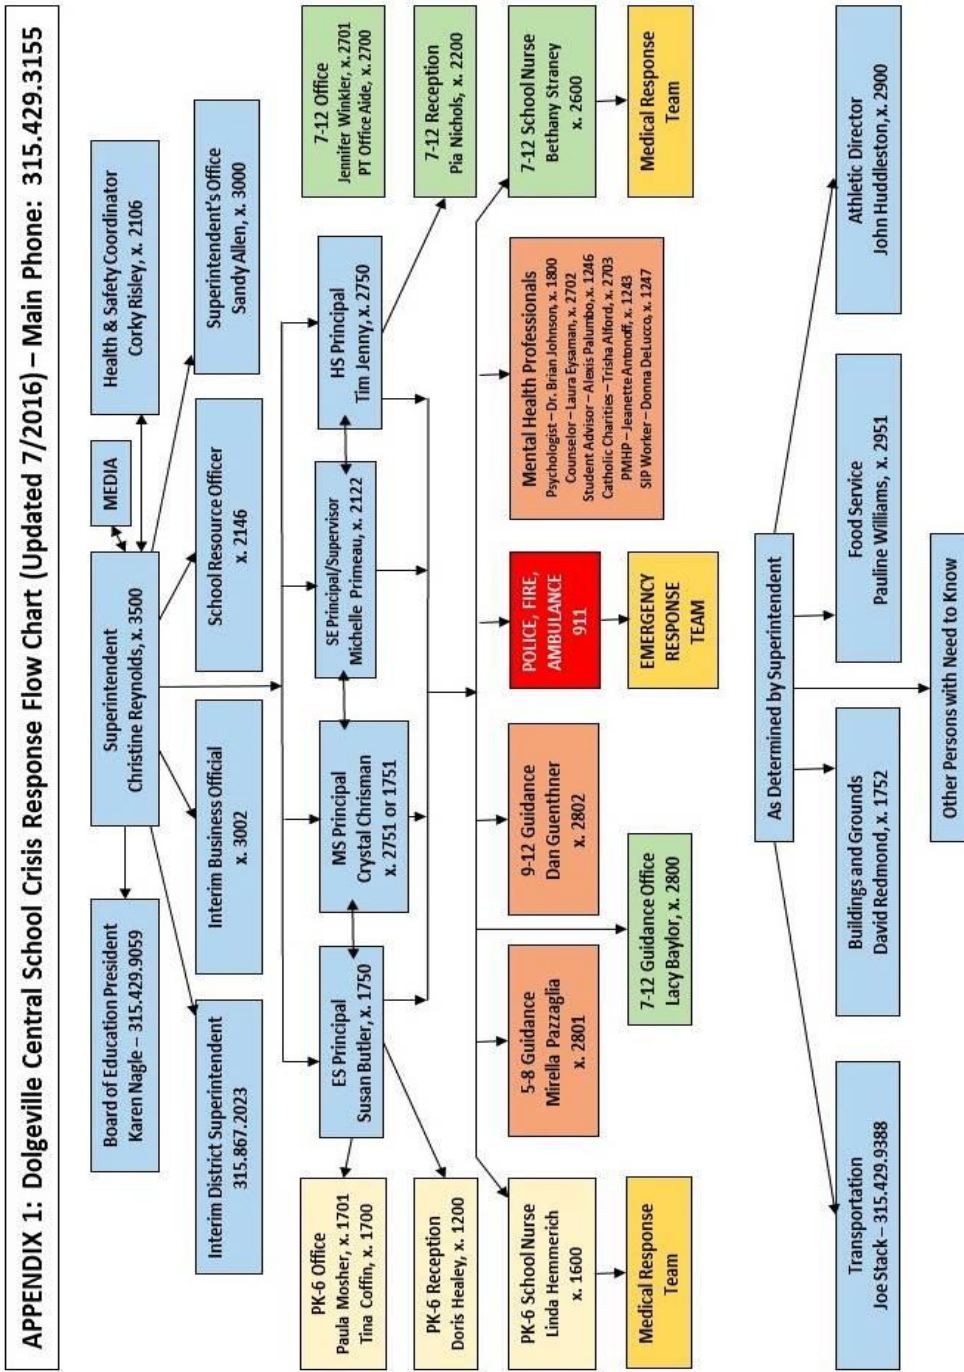 APPENDIX 1: Dolgeville Central School Crisis Response Flow Chart (Updated 7/2016) – Main Phone: 315.429.3155
Board of Education President
Karen Nagle – 315.429.9059
Superintendent
Christine Reynolds, x. 3500
MEDIA
Health & Safety Coordinator
Corky Risley, x. 2106
Interim District Superintendent
315.867.2023
Interim Business Official
x. 3002
School Resource Officer
x. 2146
Superintendent's Office
Sandy Allen, x. 3000
PK-6 Office
Paula Mosher, x. 1701
Tina Coffin, x. 1700
ES Principal
Susan Butler, x. 1750
MS Principal
Crystal Chrisman
x. 2751 or 1751
SE Principal/Supervisor
Michelle Primeau, x. 2122
HS Principal
Tim Jenny, x. 2750
7-12 Office
Jennifer Winkler, x. 2701
PT Office Aide, x. 2700
PK-6 Reception
Doris Healey, x. 1200
7-12 Reception
Pia Nichols, x. 2200
PK-6 School Nurse
Linda Hemmerich
x. 1600
5-8 Guidance
Mirella Pazzaglia
x. 2801
9-12 Guidance
Dan Guenthner
x. 2802
POLICE, FIRE,
AMBULANCE
911
Mental Health Professionals
Psychologist – Dr. Brian Johnson, x. 1800
Counselor – Laura Eysaman, x. 2702
Student Advisor – Alexis Palumbo, x. 1246
Catholic Charities – Trisha Alford, x. 2703
PMHP – Jeanette Antonoff, x. 1243
SIP Worker – Donna DeLucco, x. 1247
7-12 School Nurse
Bethany Straney
x. 2600
Medical Response
Team
7-12 Guidance Office
Lacy Baylor, x. 2800
EMERGENCY
RESPONSE
TEAM
Medical Response
Team
As Determined by Superintendent
Transportation
Joe Stack – 315.429.9388
Buildings and Grounds
David Redmond, x. 1752
Food Service
Pauline Williams, x. 2951
Athletic Director
John Huddleston, x. 2900
Other Persons with Need to Know